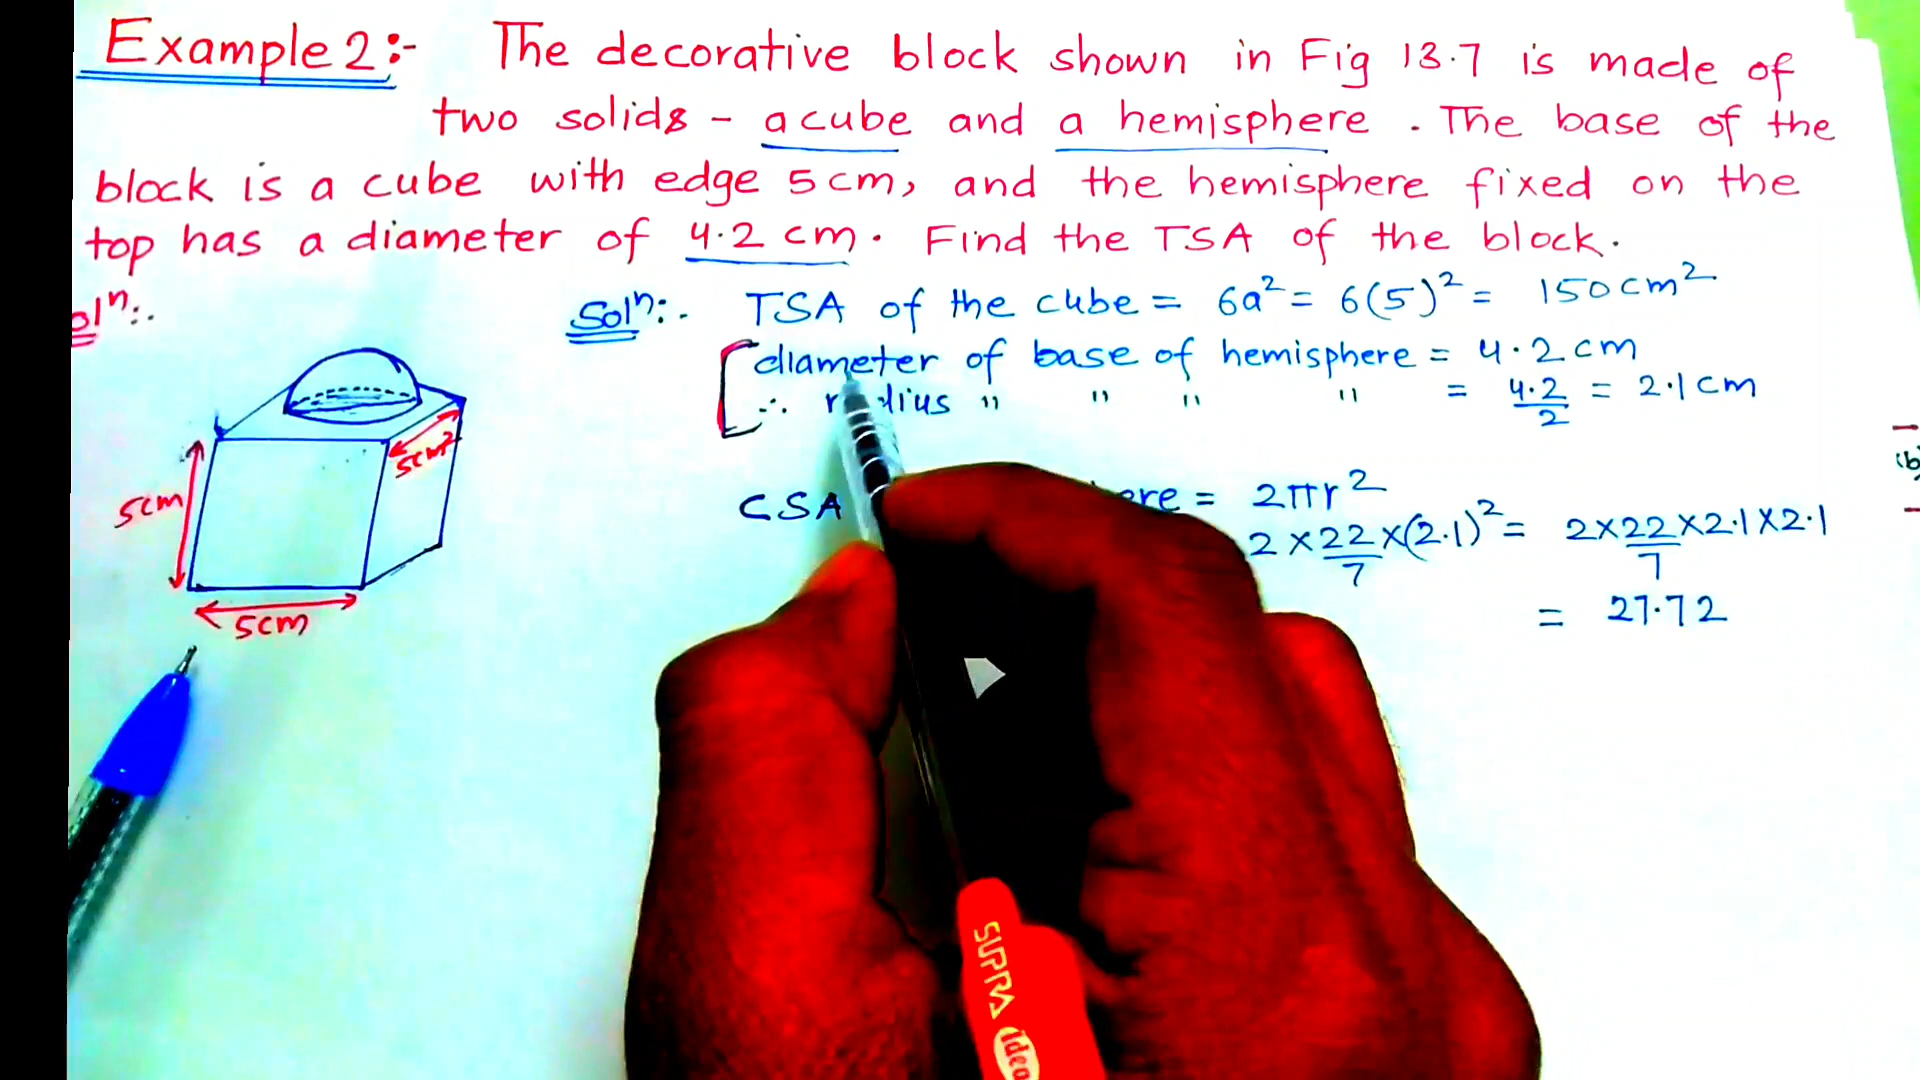 Example 2:- The decorative block shown in Fig 13.7 is made of
two solids - a cube and a hemisphere . The base of the
block is a cube with edge 5cm, and the hemisphere fixed on the
top has a diameter of 4.2 cm. Find the TSA of the block.
olⁿ:.
Solⁿ:. TSA of the cube = 6a² = 6(5)² = 150cm²
diameter of base of hemisphere = 4.2cm
∴ radius " " " " = 4.2/2 = 2.1cm
CSA = 2πr²
2×22/7×(2.1)² = 2×22/7×2.1×2.1
= 27.72
5cm
5cm²
5cm
(b)
SUPRA
idea